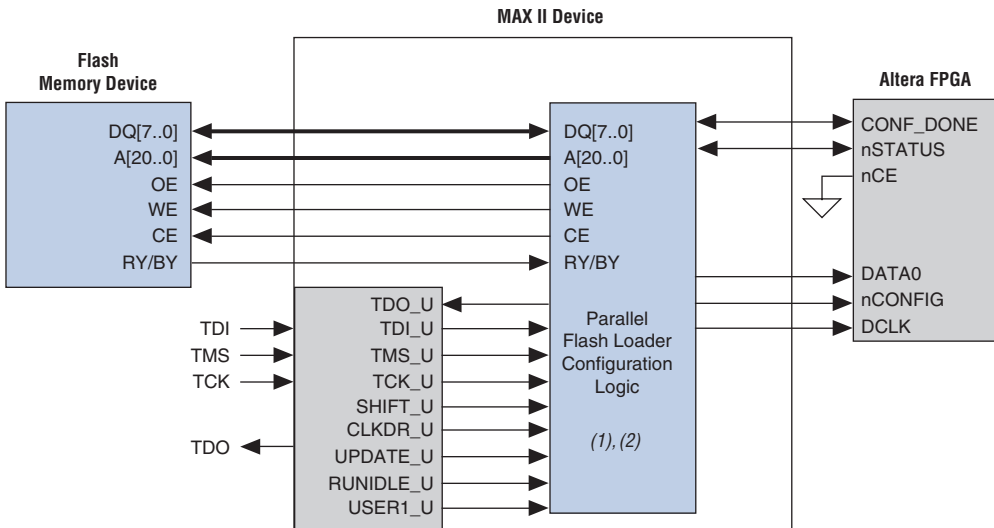 MAX II Device
Flash
Memory Device
Altera FPGA
DQ[7..0]
A[20..0]
OE
WE
CE
RY/BY
DQ[7..0]
A[20..0]
OE
WE
CE
RY/BY
CONF_DONE
nSTATUS
nCE
DATA0
nCONFIG
DCLK
Parallel
Flash Loader
Configuration
Logic
(1), (2)
TDI
TMS
TCK
TDO
TDO_U
TDI_U
TMS_U
TCK_U
SHIFT_U
CLKDR_U
UPDATE_U
RUNIDLE_U
USER1_U